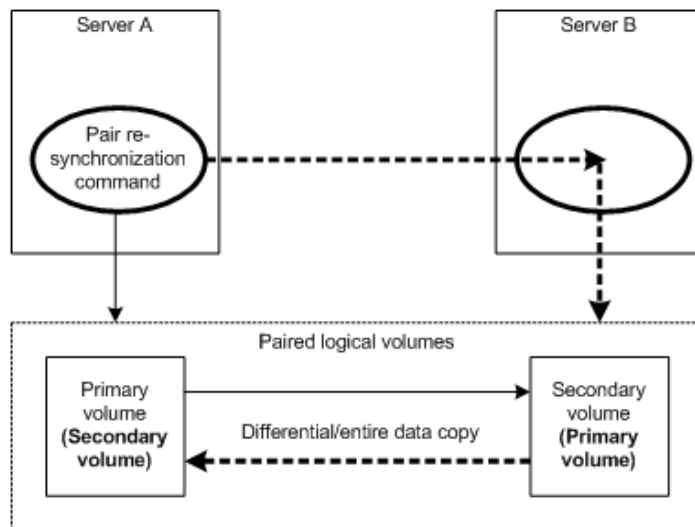 Server A
Server B
Pair re-
synchronization
command
Paired logical volumes
Primary
volume
(Secondary
volume)
Differential/entire data copy
Secondary
volume
(Primary
volume)